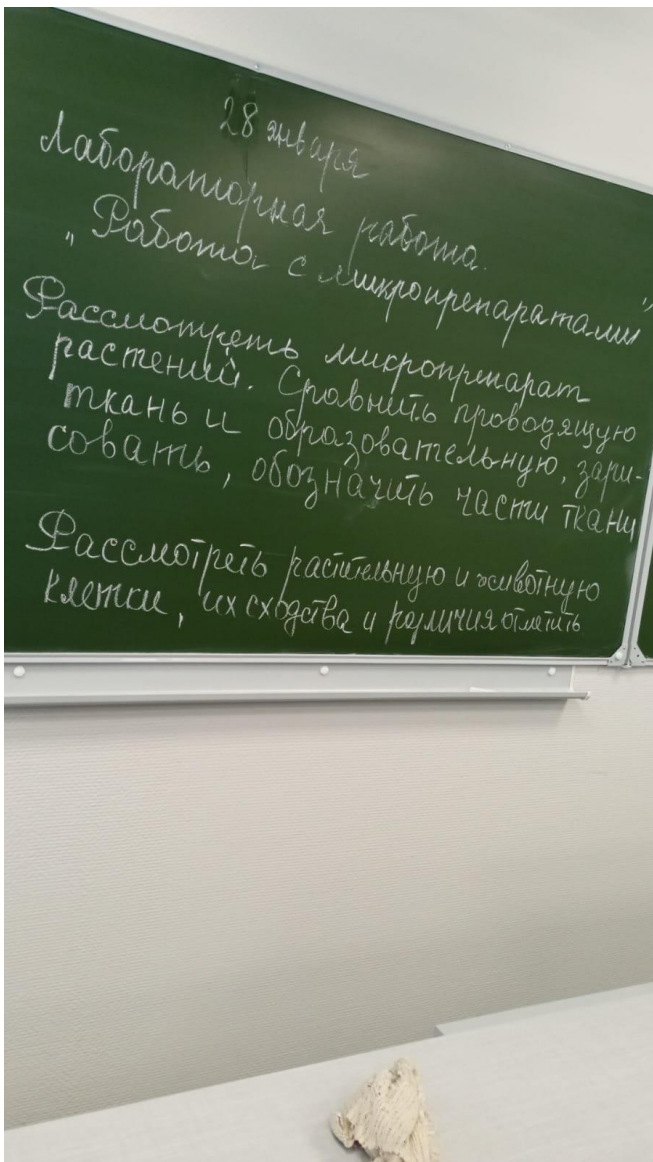 28 января
Лабораторная работа.
„Работа с микропрепаратами"
Рассмотреть микропрепарат
растений. Сравнить проводящую
ткань и образовательную, зари-
совать, обозначить части ткани
Рассмотреть растительную и животную
клетки, их сходства и различия отметить